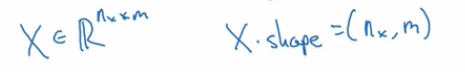 X ∈ ℝ^{n_x × m} X.shape = (n_x, m)